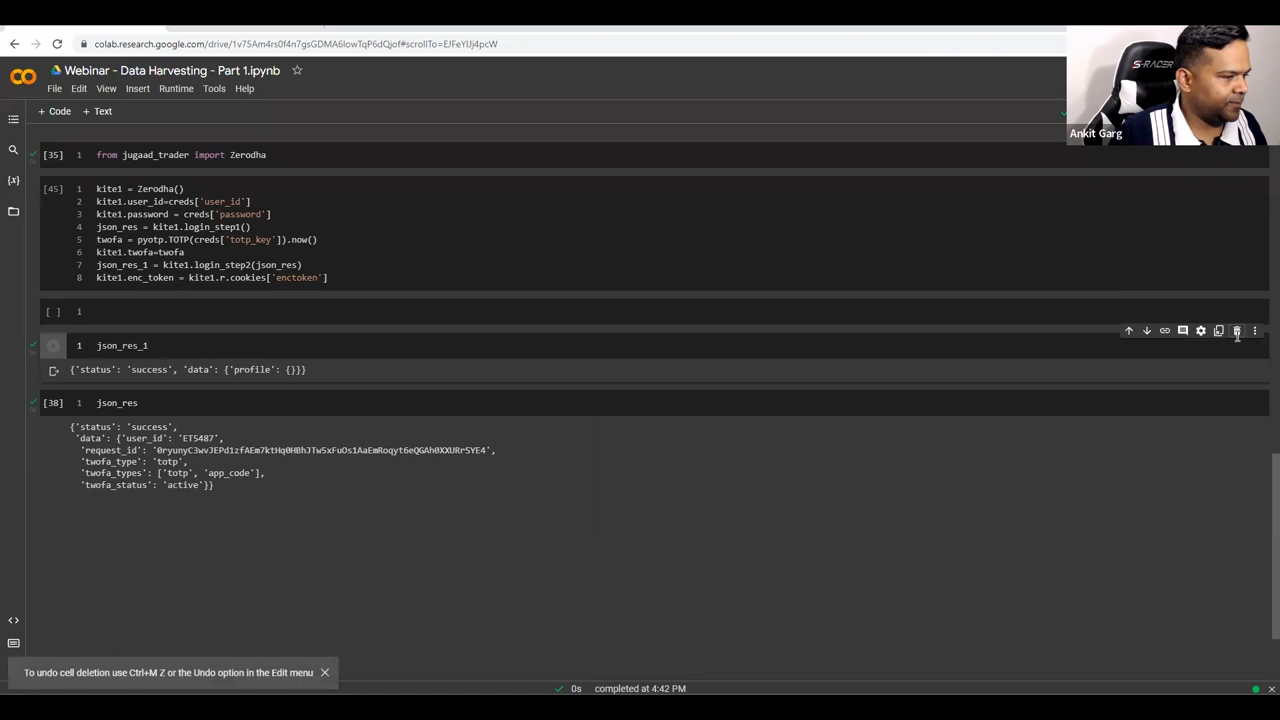 colab.research.google.com/drive/1v75Am4rs0f4n7gsGDMA6lowTqP6dQjof#scrollTo=EJFeYlJj4pcW
Webinar - Data Harvesting - Part 1.ipynb
File Edit View Insert Runtime Tools Help
+ Code + Text
S-RACER
Ankit Garg
[35] 1 from jugaad_trader import Zerodha
[45] 1 kite1 = Zerodha()
2 kite1.user_id=creds['user_id']
3 kite1.password = creds['password']
4 json_res = kite1.login_step1()
5 twofa = pyotp.TOTP(creds['totp_key']).now()
6 kite1.twofa=twofa
7 json_res_1 = kite1.login_step2(json_res)
8 kite1.enc_token = kite1.r.cookies['enctoken']
[ ] 1
1 json_res_1
{'status': 'success', 'data': {'profile': {}}}
[38] 1 json_res
{'status': 'success',
'data': {'user_id': 'ET5487',
'request_id': '0ryunyC3wvJEPd1zfAEm7ktHq0HBhJTwSxFuOs1AaEmRoqyt6eQGAh0XXURrSYE4',
'twofa_type': 'totp',
'twofa_types': ['totp', 'app_code'],
'twofa_status': 'active'}}
To undo cell deletion use Ctrl+M Z or the Undo option in the Edit menu
0s completed at 4:42 PM